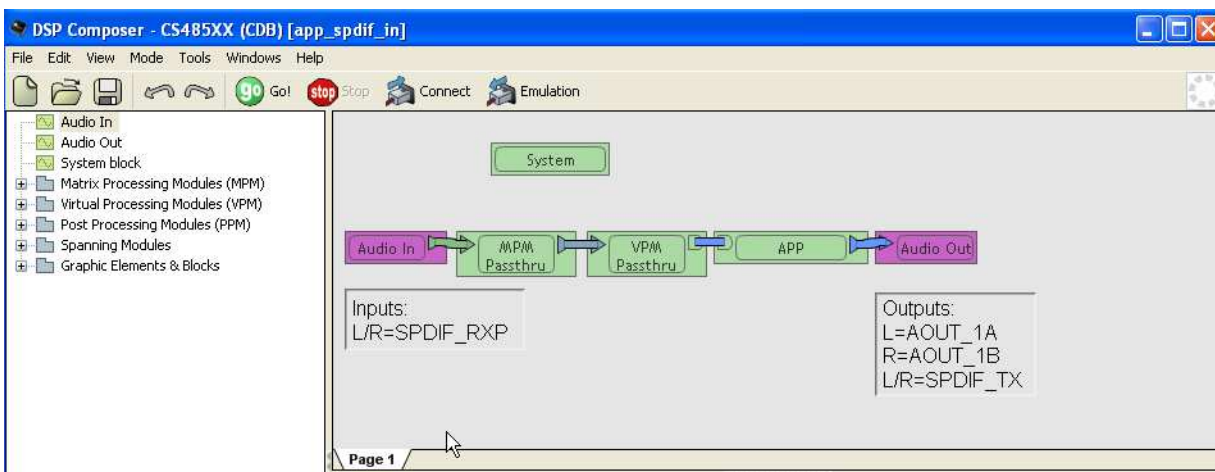 DSP Composer - CS485XX (CDB) [app_spdif_in]
File Edit View Mode Tools Windows Help
go Go! stop Stop Connect Emulation
Audio In
Audio Out
System block
Matrix Processing Modules (MPM)
Virtual Processing Modules (VPM)
Post Processing Modules (PPM)
Spanning Modules
Graphic Elements & Blocks
System
Audio In
MPM
Passthru
VPM
Passthru
APP
Audio Out
Inputs:
L/R=SPDIF_RXP
Outputs:
L=AOUT_1A
R=AOUT_1B
L/R=SPDIF_TX
Page 1